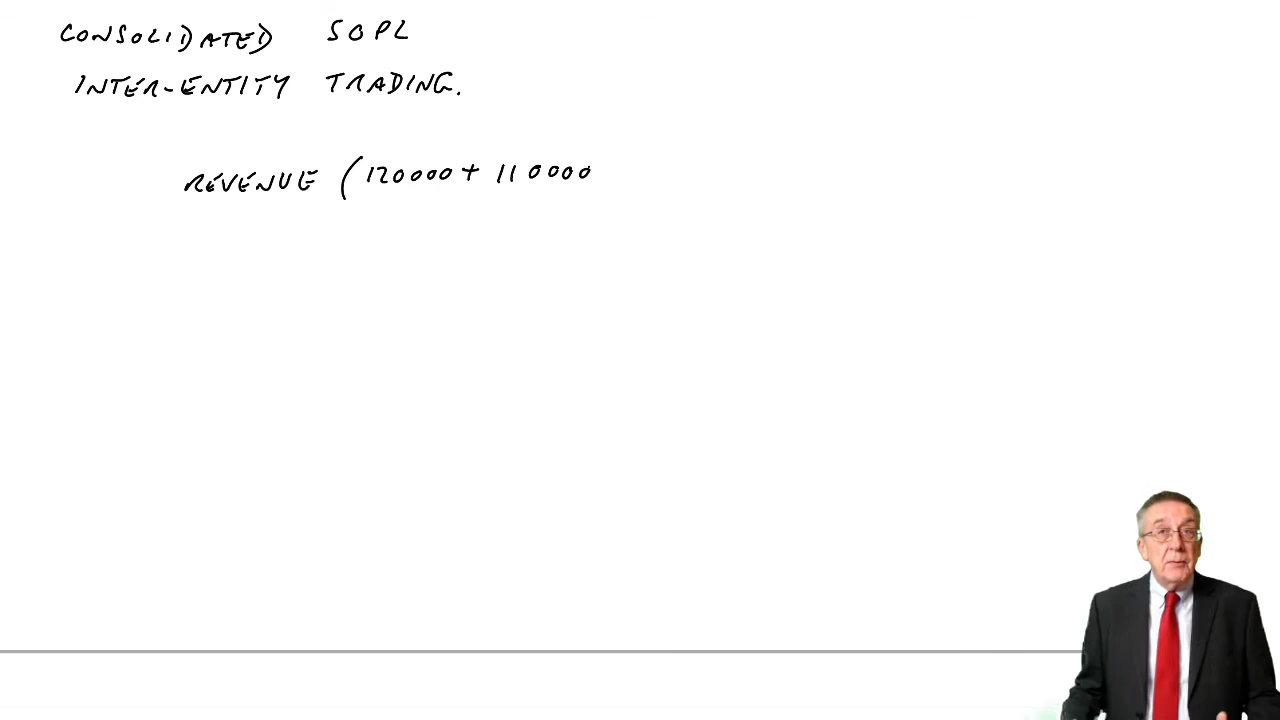 CONSOLIDATED SOPL
INTER-ENTITY TRADING.
REVENUE (120000 + 110000